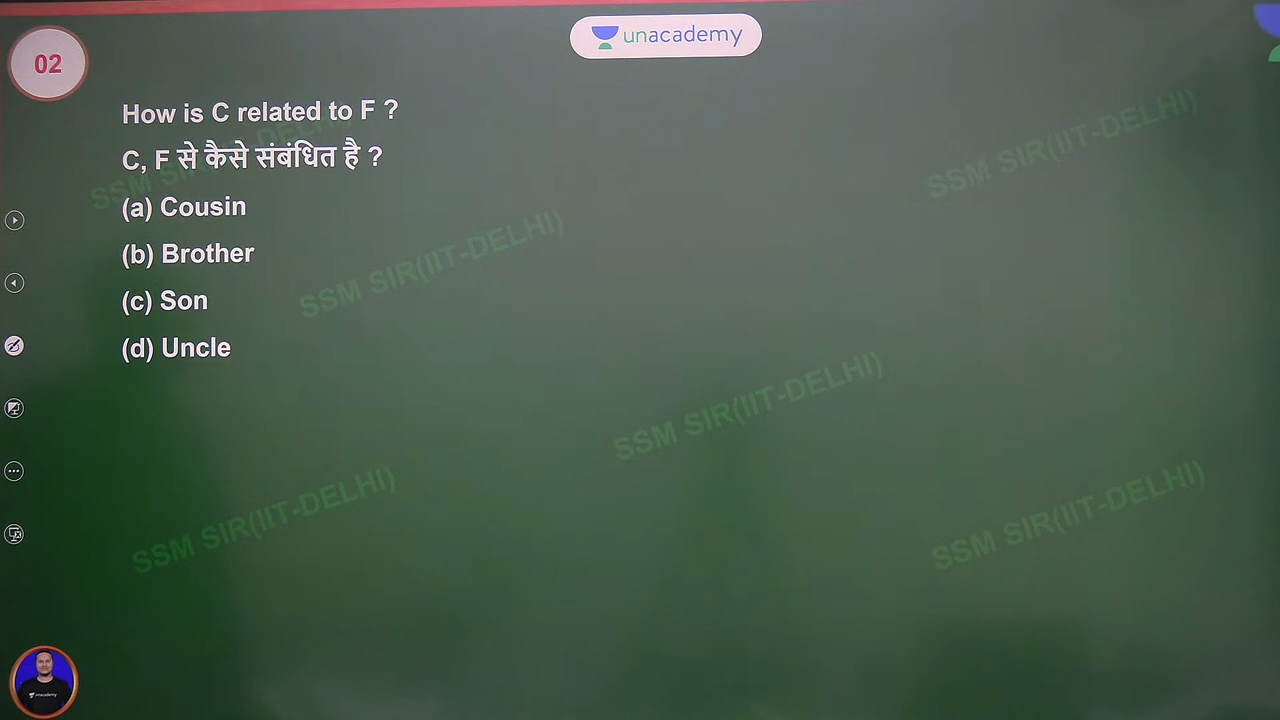 unacademy
02
How is C related to F ?
C, F से कैसे संबंधित है ?
(a) Cousin
(b) Brother
(c) Son
(d) Uncle
SSM SIR(IIT-DELHI)
SSM SIR(IIT-DELHI)
SSM SIR(IIT-DELHI)
SSM SIR(IIT-DELHI)
SSM SIR(IIT-DELHI)
unacademy